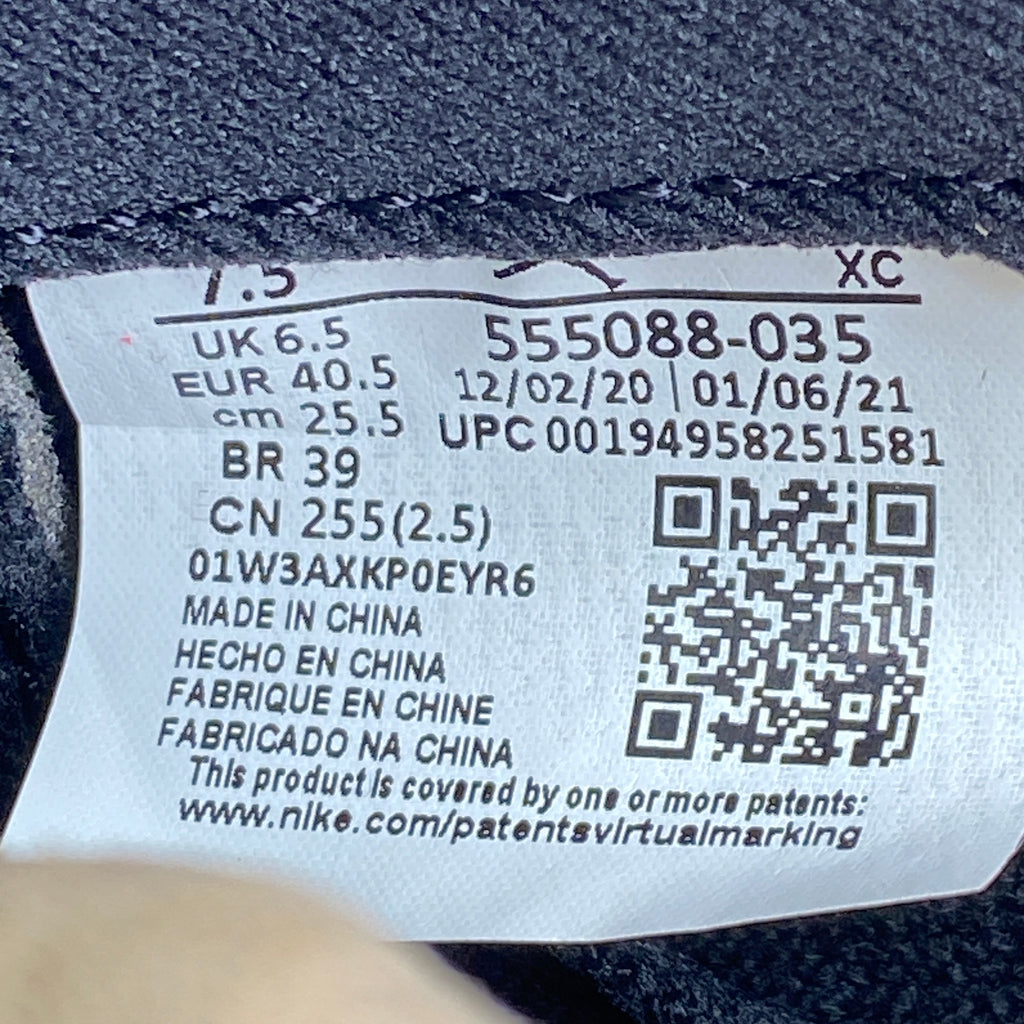 7.5 XC
UK 6.5 555088-035
EUR 40.5 12/02/20 | 01/06/21
cm 25.5 UPC 00194958251581
BR 39
CN 255(2.5)
01W3AXKP0EYR6
MADE IN CHINA
HECHO EN CHINA
FABRIQUE EN CHINE
FABRICADO NA CHINA
This product is covered by one or more patents:
www.nike.com/patentsvirtualmarking